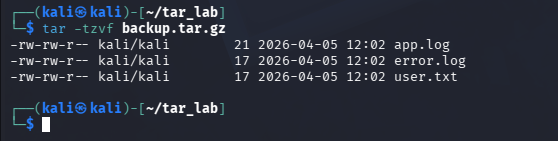 ┌──(kali㉿kali)-[~/tar_lab]
└─$ tar -tzvf backup.tar.gz
-rw-rw-r-- kali/kali        21 2026-04-05 12:02 app.log
-rw-rw-r-- kali/kali        17 2026-04-05 12:02 error.log
-rw-rw-r-- kali/kali        17 2026-04-05 12:02 user.txt
┌──(kali㉿kali)-[~/tar_lab]
└─$